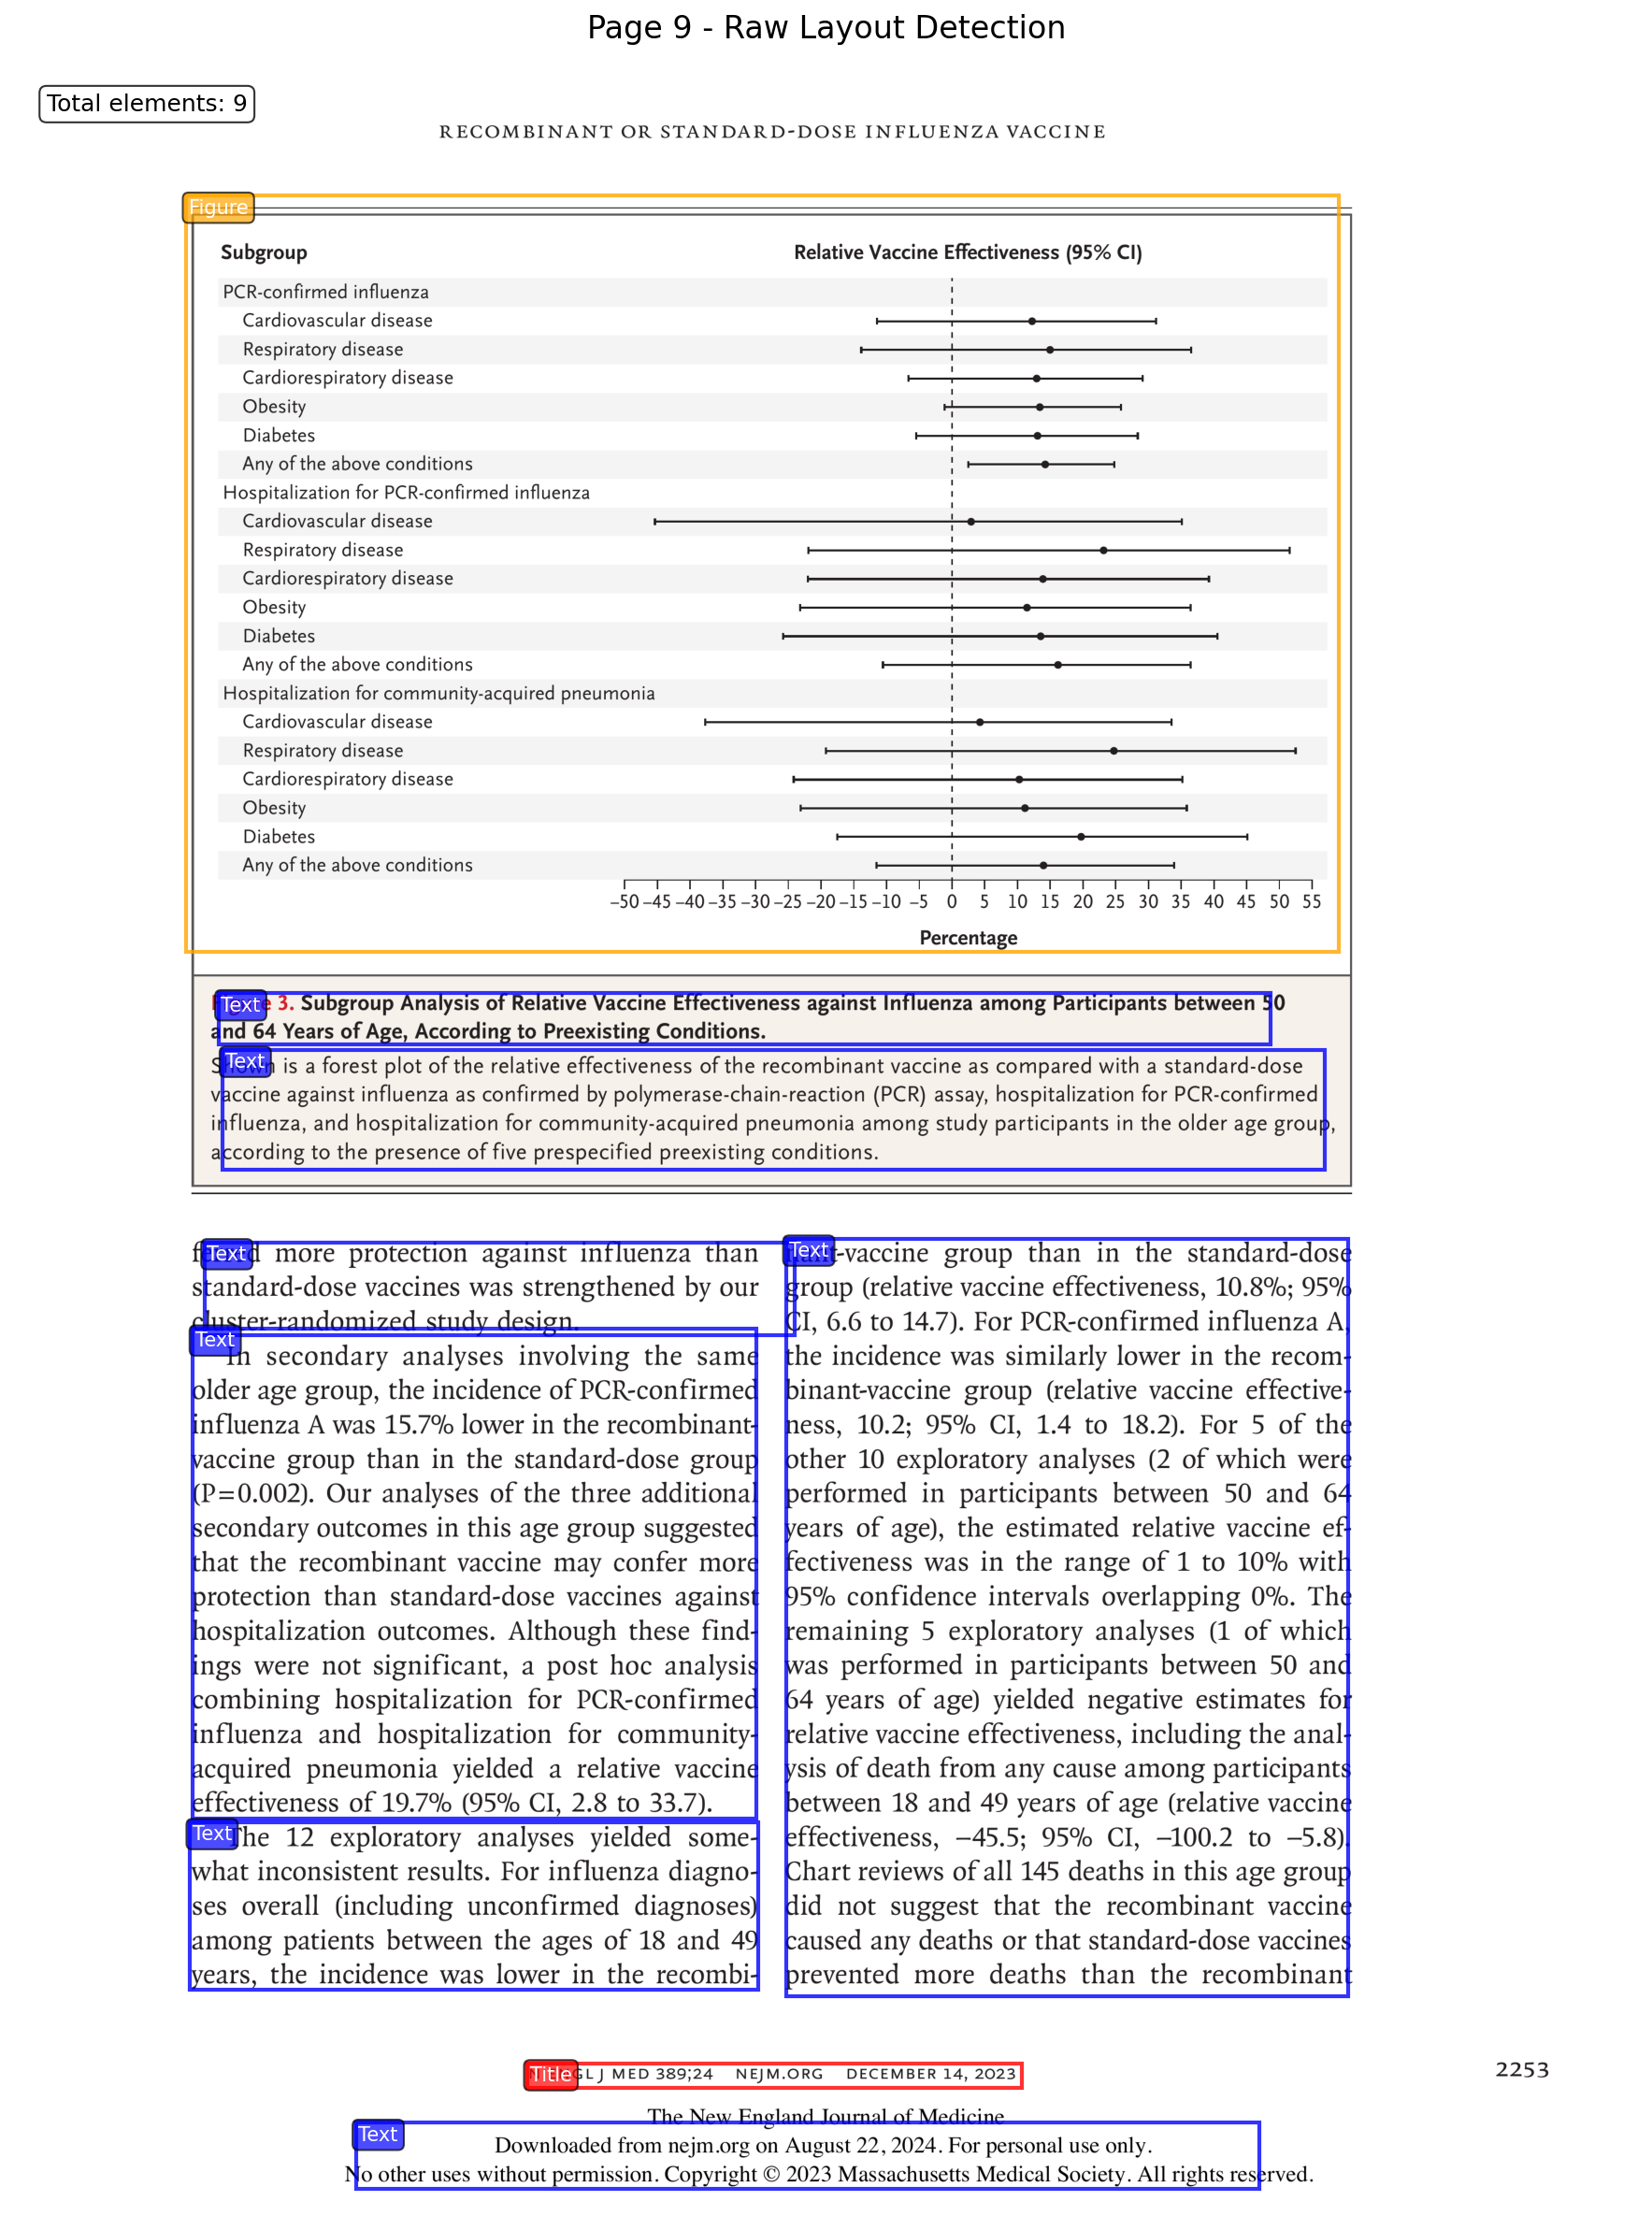 Page 9 - Raw Layout Detection
Total elements: 9
RECOMBINANT OR STANDARD-DOSE INFLUENZA VACCINE
Figure
Subgroup Relative Vaccine Effectiveness (95% CI)
PCR-confirmed influenza
Cardiovascular disease
Respiratory disease
Cardiorespiratory disease
Obesity
Diabetes
Any of the above conditions
Hospitalization for PCR-confirmed influenza
Cardiovascular disease
Respiratory disease
Cardiorespiratory disease
Obesity
Diabetes
Any of the above conditions
Hospitalization for community-acquired pneumonia
Cardiovascular disease
Respiratory disease
Cardiorespiratory disease
Obesity
Diabetes
Any of the above conditions
–50 –45 –40 –35 –30 –25 –20 –15 –10 –5 0 5 10 15 20 25 30 35 40 45 50 55
Percentage
Text 3. Subgroup Analysis of Relative Vaccine Effectiveness against Influenza among Participants between 50
and 64 Years of Age, According to Preexisting Conditions.
Text is a forest plot of the relative effectiveness of the recombinant vaccine as compared with a standard-dose
vaccine against influenza as confirmed by polymerase-chain-reaction (PCR) assay, hospitalization for PCR-confirmed
influenza, and hospitalization for community-acquired pneumonia among study participants in the older age group,
according to the presence of five prespecified preexisting conditions.
Text more protection against influenza than
standard-dose vaccines was strengthened by our
cluster-randomized study design.
Text
In secondary analyses involving the same
older age group, the incidence of PCR-confirmed
influenza A was 15.7% lower in the recombinant-
vaccine group than in the standard-dose group
(P=0.002). Our analyses of the three additional
secondary outcomes in this age group suggested
that the recombinant vaccine may confer more
protection than standard-dose vaccines against
hospitalization outcomes. Although these find-
ings were not significant, a post hoc analysis
combining hospitalization for PCR-confirmed
influenza and hospitalization for community-
acquired pneumonia yielded a relative vaccine
effectiveness of 19.7% (95% CI, 2.8 to 33.7).
Text The 12 exploratory analyses yielded some-
what inconsistent results. For influenza diagno-
ses overall (including unconfirmed diagnoses)
among patients between the ages of 18 and 49
years, the incidence was lower in the recombi-
Text -vaccine group than in the standard-dose
group (relative vaccine effectiveness, 10.8%; 95%
CI, 6.6 to 14.7). For PCR-confirmed influenza A,
the incidence was similarly lower in the recom-
binant-vaccine group (relative vaccine effective-
ness, 10.2; 95% CI, 1.4 to 18.2). For 5 of the
other 10 exploratory analyses (2 of which were
performed in participants between 50 and 64
years of age), the estimated relative vaccine ef-
fectiveness was in the range of 1 to 10% with
95% confidence intervals overlapping 0%. The
remaining 5 exploratory analyses (1 of which
was performed in participants between 50 and
64 years of age) yielded negative estimates for
relative vaccine effectiveness, including the anal-
ysis of death from any cause among participants
between 18 and 49 years of age (relative vaccine
effectiveness, –45.5; 95% CI, –100.2 to –5.8).
Chart reviews of all 145 deaths in this age group
did not suggest that the recombinant vaccine
caused any deaths or that standard-dose vaccines
prevented more deaths than the recombinant
Title GL J MED 389;24 NEJM.ORG DECEMBER 14, 2023 2253
The New England Journal of Medicine
Text
Downloaded from nejm.org on August 22, 2024. For personal use only.
No other uses without permission. Copyright © 2023 Massachusetts Medical Society. All rights reserved.